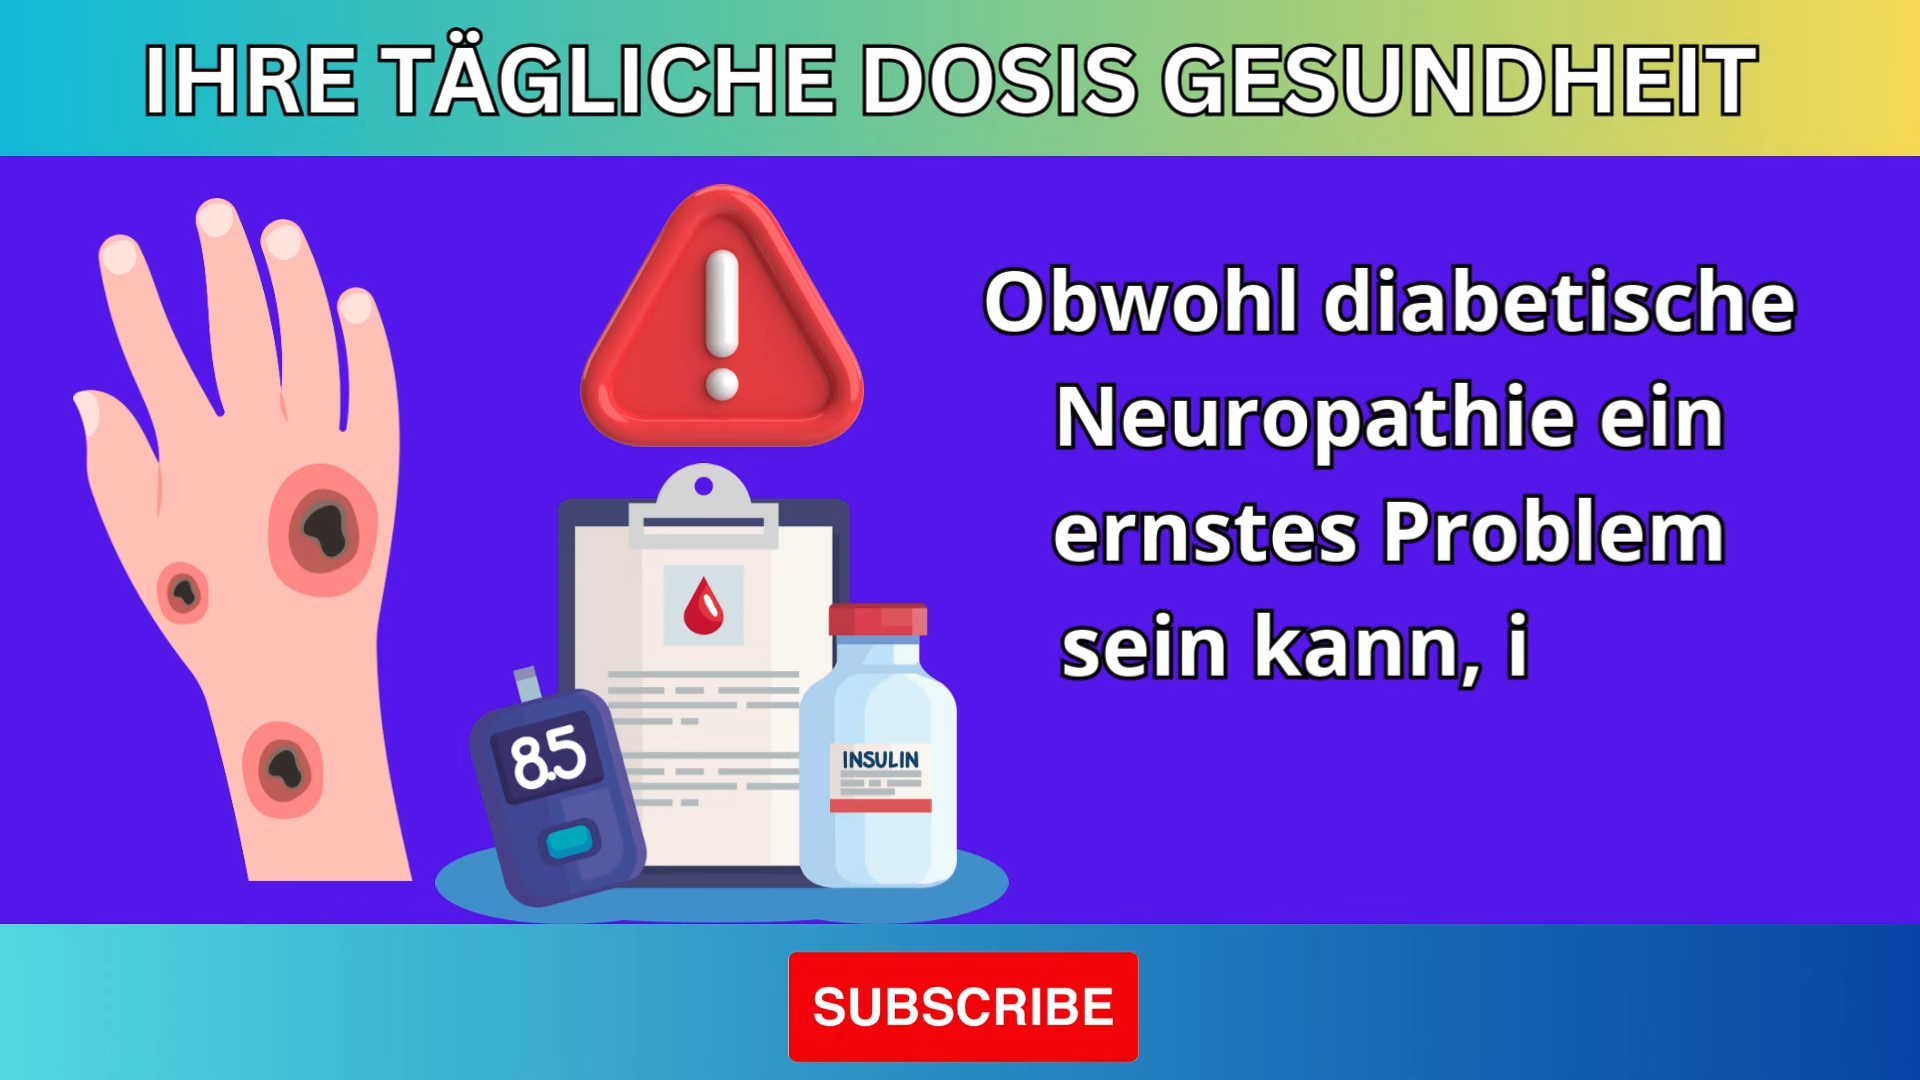 IHRE TÄGLICHE DOSIS GESUNDHEIT
Obwohl diabetische
Neuropathie ein
ernstes Problem
sein kann, i
8.5
INSULIN
SUBSCRIBE